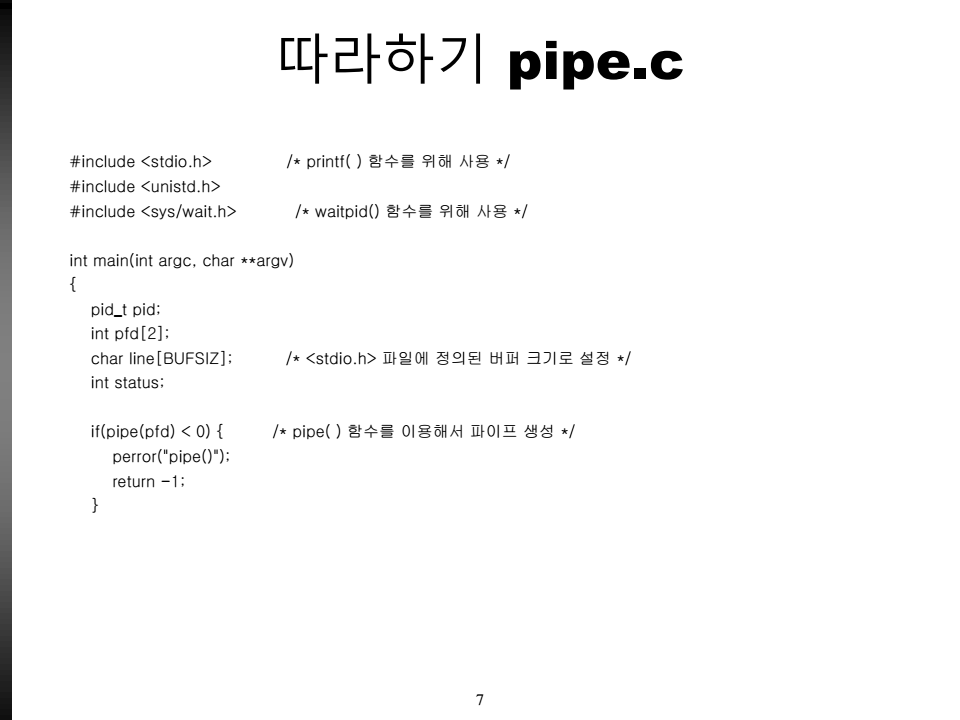 따라하기 pipe.c
#include <stdio.h> /* printf( ) 함수를 위해 사용 */
#include <unistd.h>
#include <sys/wait.h> /* waitpid() 함수를 위해 사용 */
int main(int argc, char **argv)
{
pid_t pid;
int pfd[2];
char line[BUFSIZ]; /* <stdio.h> 파일에 정의된 버퍼 크기로 설정 */
int status;
if(pipe(pfd) < 0) { /* pipe( ) 함수를 이용해서 파이프 생성 */
perror("pipe()");
return -1;
}
7